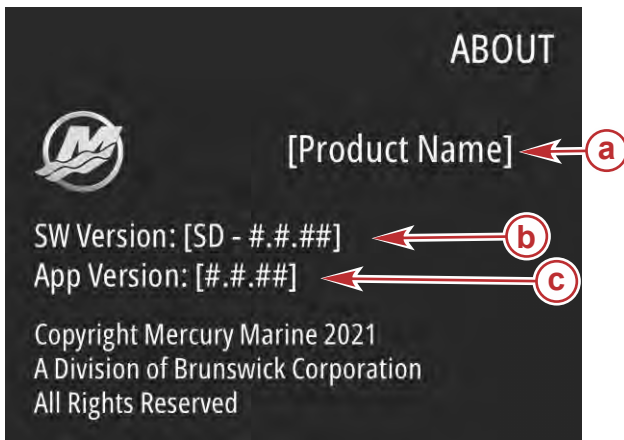 ABOUT
[Product Name]
a
SW Version: [SD - #.#.##]
b
App Version: [#.#.##]
c
Copyright Mercury Marine 2021
A Division of Brunswick Corporation
All Rights Reserved